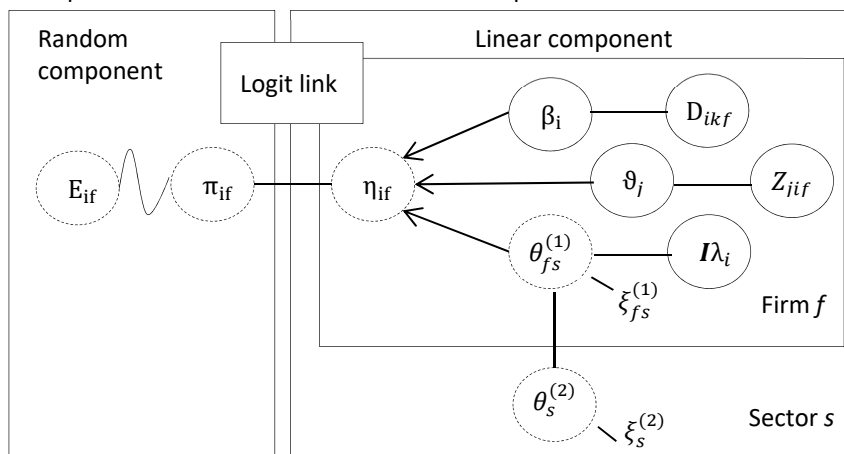 Random
component
Logit link
Linear component
E_if
π_if
η_if
β_i
D_ikf
ϑ_j
Z_jif
θ_fs^(1)
Iλ_i
ξ_fs^(1)
Firm f
θ_s^(2)
ξ_s^(2)
Sector s